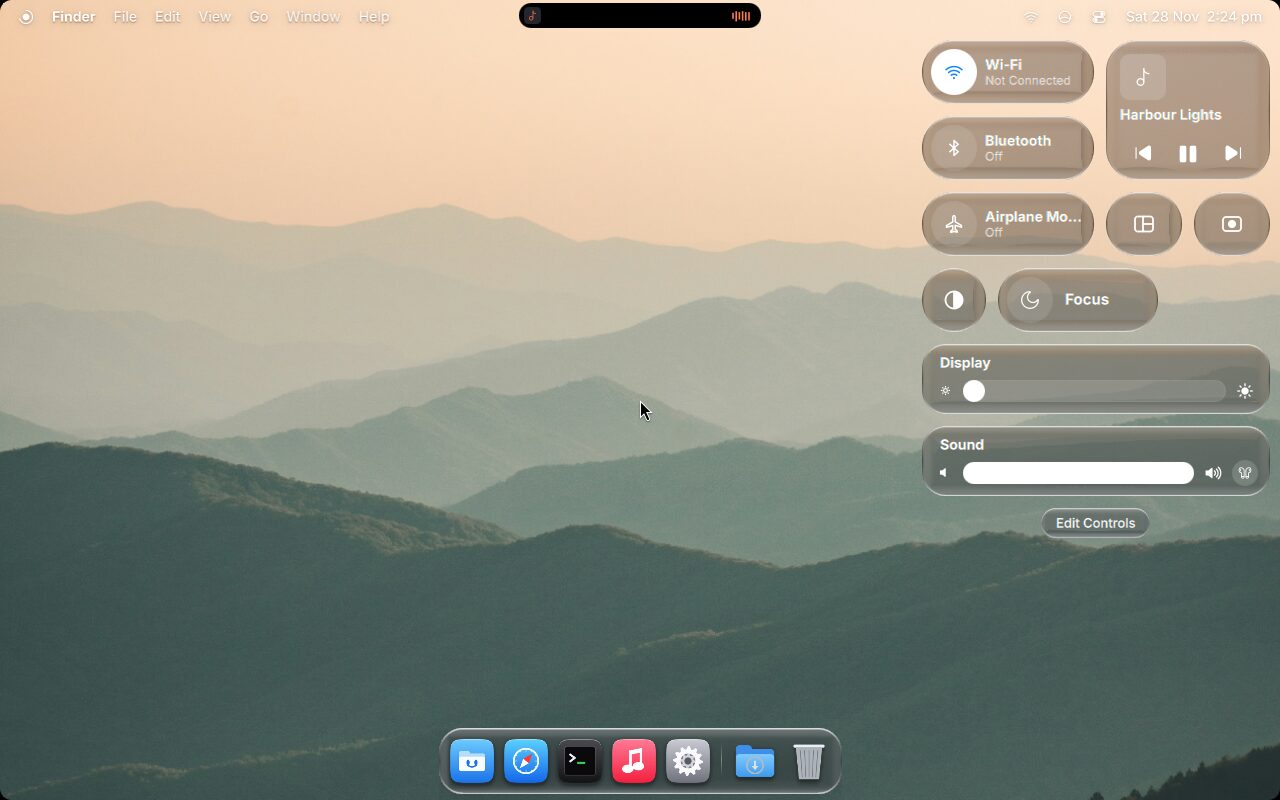 Finder File Edit View Go Window Help
Sat 28 Nov 2:24 pm
Wi-Fi
Not Connected
Harbour Lights
Bluetooth
Off
Airplane Mo...
Off
Focus
Display
Sound
Edit Controls